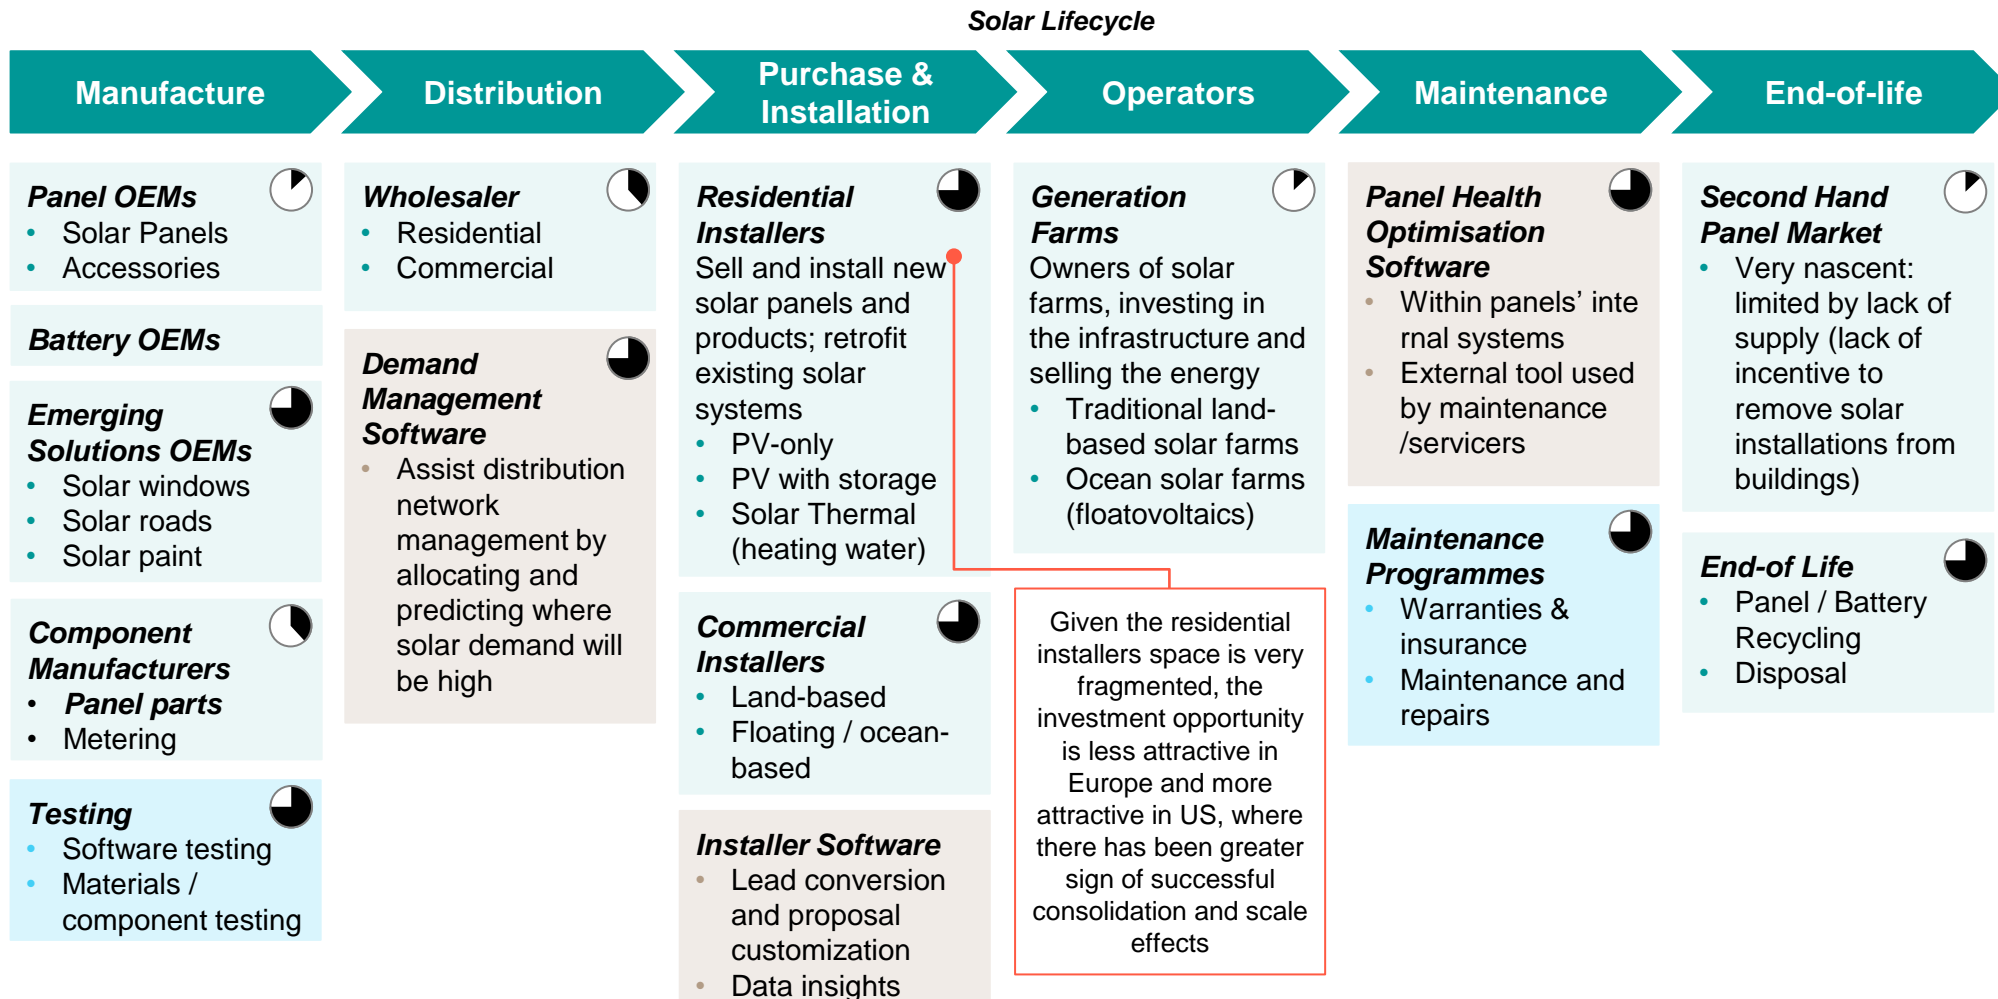 Solar Lifecycle
Manufacture
Distribution
Purchase &
Installation
Operators
Maintenance
End-of-life
Panel OEMs
• Solar Panels
• Accessories
Battery OEMs
Emerging
Solutions OEMs
• Solar windows
• Solar roads
• Solar paint
Component
Manufacturers
• Panel parts
• Metering
Testing
• Software testing
• Materials /
component testing
Wholesaler
• Residential
• Commercial
Demand
Management
Software
• Assist distribution
network
management by
allocating and
predicting where
solar demand will
be high
Residential
Installers
Sell and install new
solar panels and
products; retrofit
existing solar
systems
• PV-only
• PV with storage
• Solar Thermal
(heating water)
Commercial
Installers
• Land-based
• Floating / ocean-
based
Installer Software
• Lead conversion
and proposal
customization
• Data insights
Generation
Farms
Owners of solar
farms, investing in
the infrastructure and
selling the energy
• Traditional land-
based solar farms
• Ocean solar farms
(floatovoltaics)
Given the residential
installers space is very
fragmented, the
investment opportunity
is less attractive in
Europe and more
attractive in US, where
there has been greater
sign of successful
consolidation and scale
effects
Panel Health
Optimisation
Software
• Within panels’ inte
rnal systems
• External tool used
by maintenance
/servicers
Maintenance
Programmes
• Warranties &
insurance
• Maintenance and
repairs
Second Hand
Panel Market
• Very nascent:
limited by lack of
supply (lack of
incentive to
remove solar
installations from
buildings)
End-of Life
• Panel / Battery
Recycling
• Disposal